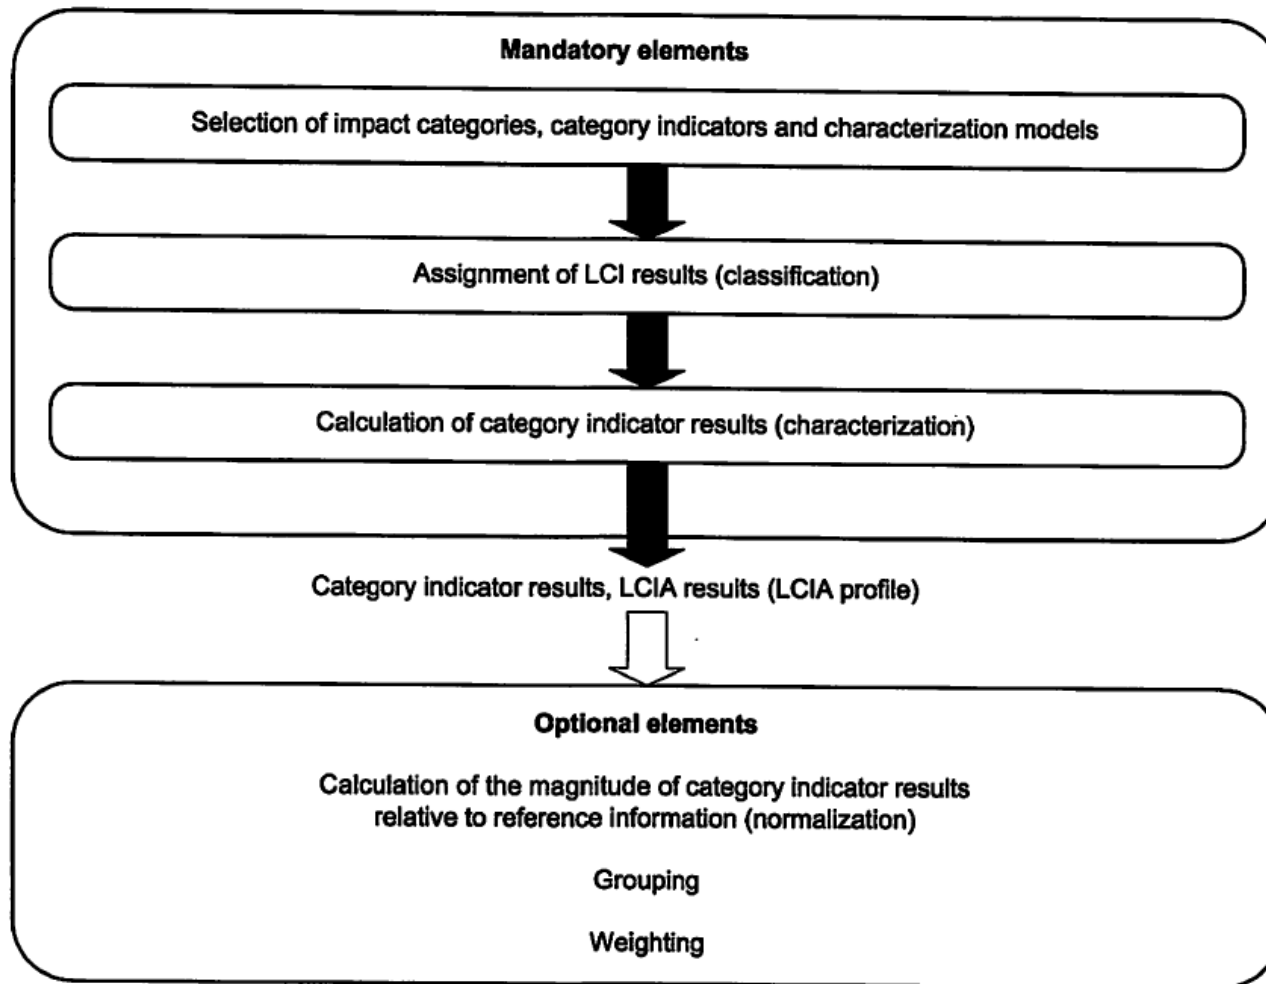 Mandatory elements
Selection of impact categories, category indicators and characterization models
Assignment of LCI results (classification)
Calculation of category indicator results (characterization)
Category indicator results, LCIA results (LCIA profile)
Optional elements
Calculation of the magnitude of category indicator results
relative to reference information (normalization)
Grouping
Weighting